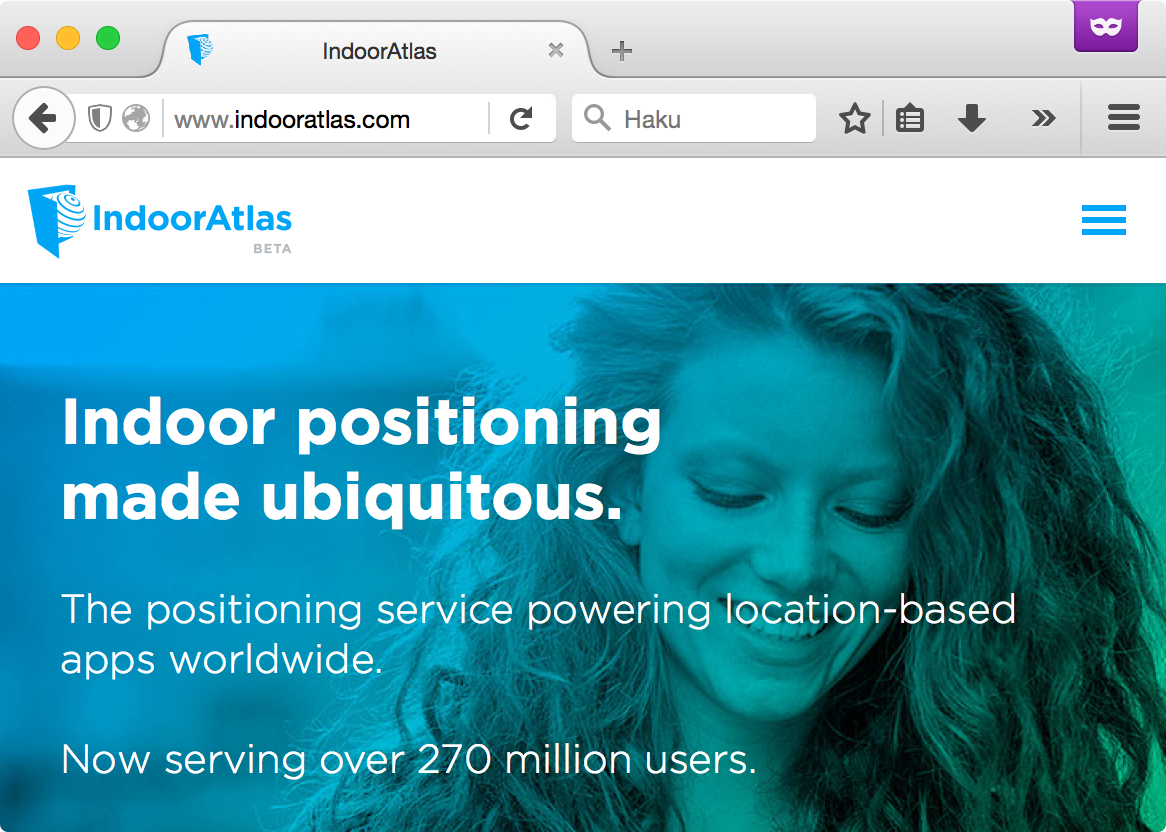 IndoorAtlas
www.indooratlas.com
Haku
IndoorAtlas
BETA
Indoor positioning
made ubiquitous.
The positioning service powering location-based
apps worldwide.
Now serving over 270 million users.